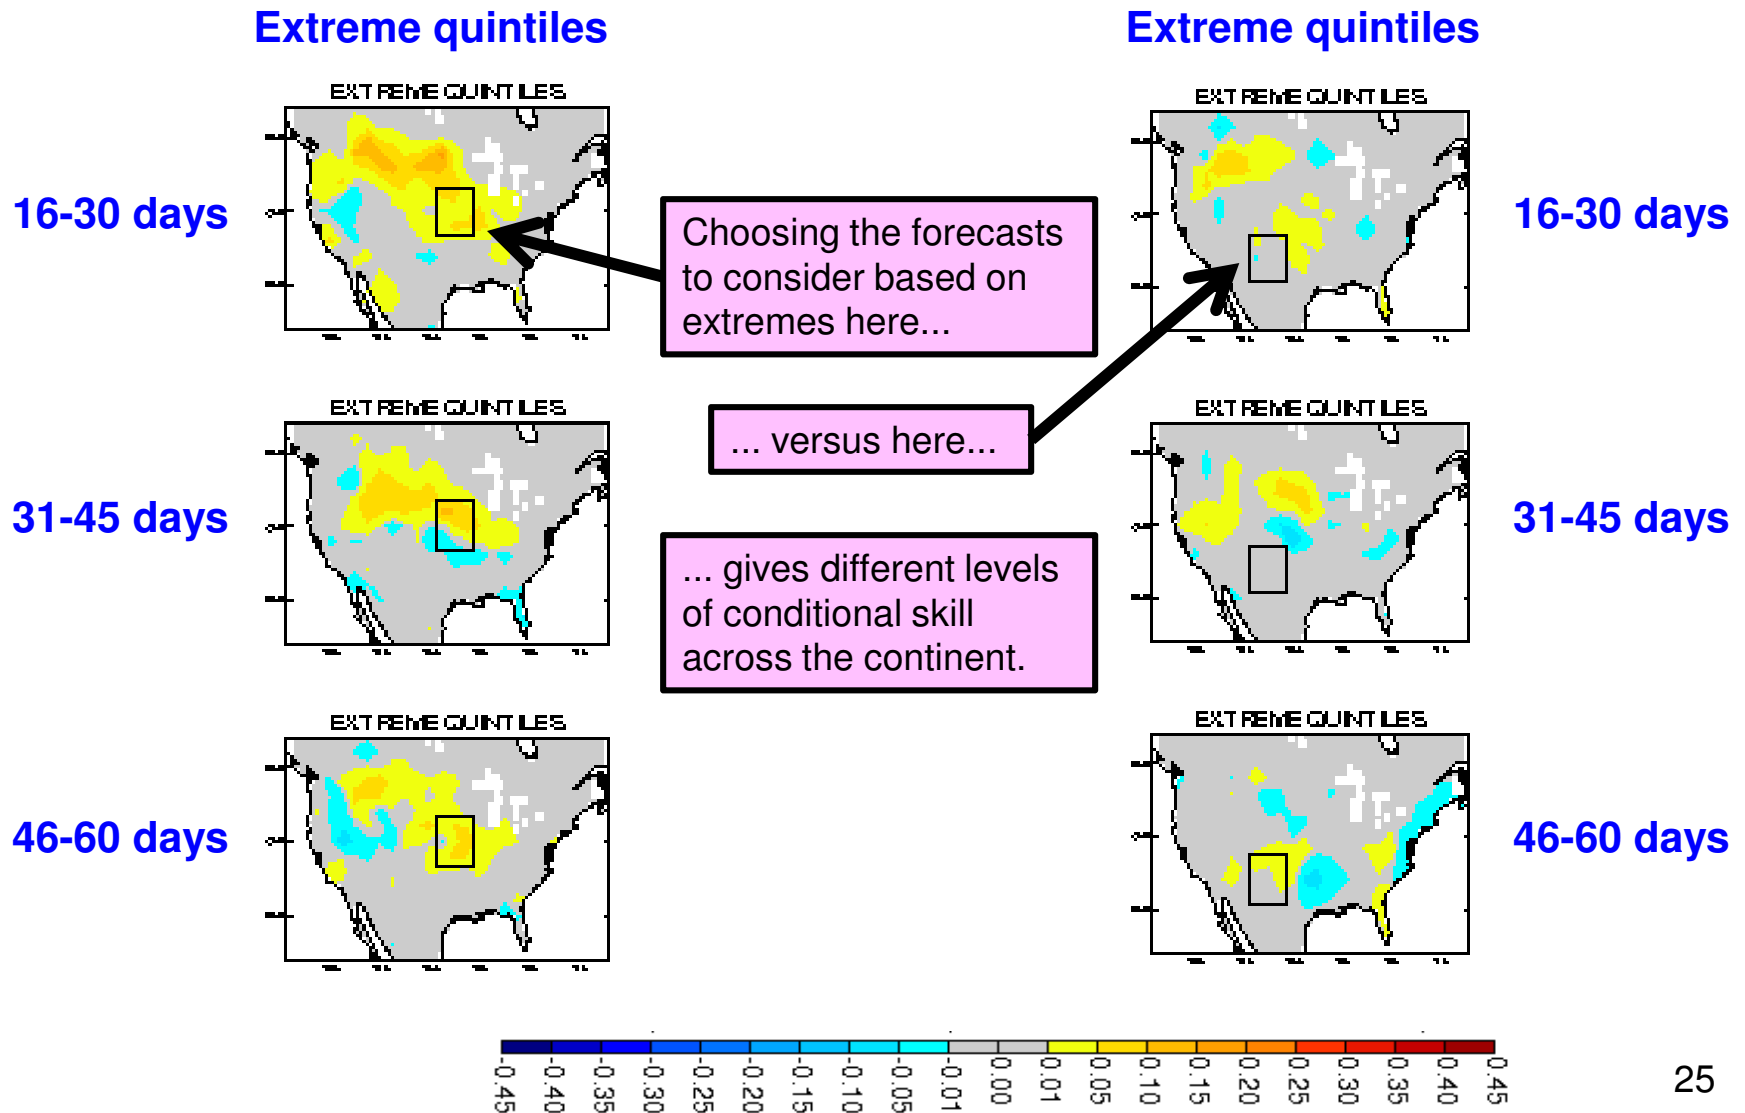 Extreme quintiles
Extreme quintiles
EXTREME QUINTILES
EXTREME QUINTILES
16-30 days
16-30 days
Choosing the forecasts
to consider based on
extremes here...
EXTREME QUINTILES
EXTREME QUINTILES
... versus here...
31-45 days
31-45 days
... gives different levels
of conditional skill
across the continent.
EXTREME QUINTILES
EXTREME QUINTILES
46-60 days
46-60 days
-0.45 -0.40 -0.35 -0.30 -0.25 -0.20 -0.15 -0.10 -0.05 -0.01 0.00 0.01 0.05 0.10 0.15 0.20 0.25 0.30 0.35 0.40 0.45
25